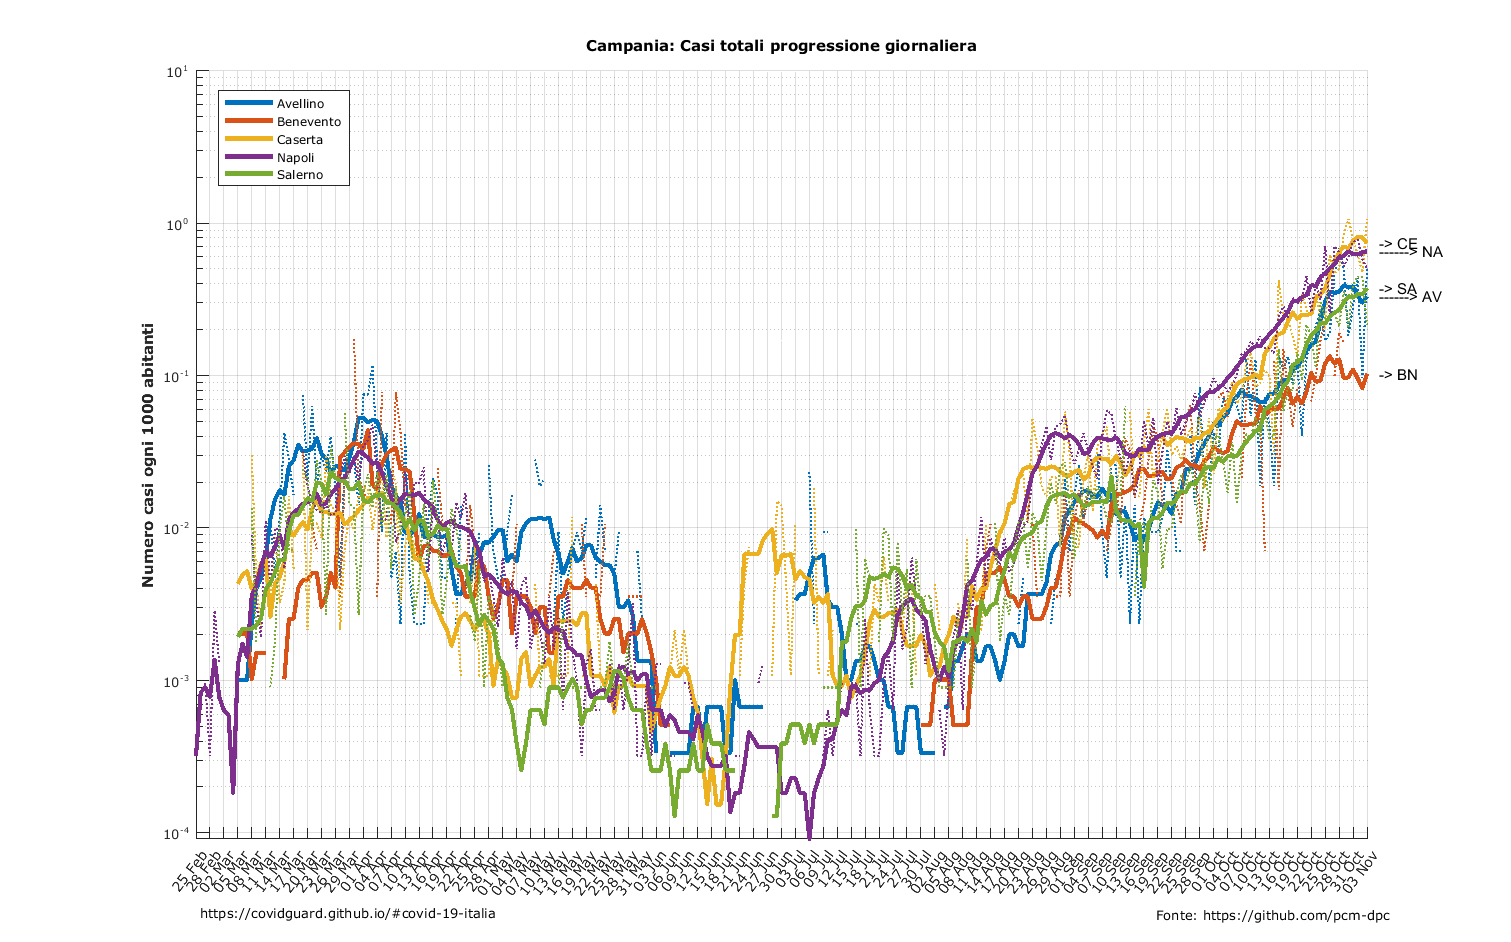 Campania: Casi totali progressione giornaliera
Numero casi ogni 1000 abitanti
10^1
10^0
10^-1
10^-2
10^-3
10^-4
Avellino
Benevento
Caserta
Napoli
Salerno
-> CE
------> NA
-> SA
------> AV
-> BN
25 Feb
28 Feb
02 Mar
05 Mar
08 Mar
11 Mar
14 Mar
17 Mar
20 Mar
23 Mar
26 Mar
29 Mar
01 Apr
04 Apr
07 Apr
10 Apr
13 Apr
16 Apr
19 Apr
22 Apr
25 Apr
28 Apr
01 May
04 May
07 May
10 May
13 May
16 May
19 May
22 May
25 May
28 May
31 May
03 Jun
06 Jun
09 Jun
12 Jun
15 Jun
18 Jun
21 Jun
24 Jun
27 Jun
30 Jun
03 Jul
06 Jul
09 Jul
12 Jul
15 Jul
18 Jul
21 Jul
24 Jul
27 Jul
30 Jul
02 Aug
05 Aug
08 Aug
11 Aug
14 Aug
17 Aug
20 Aug
23 Aug
26 Aug
29 Aug
01 Sep
04 Sep
07 Sep
10 Sep
13 Sep
16 Sep
19 Sep
22 Sep
25 Sep
28 Sep
01 Oct
04 Oct
07 Oct
10 Oct
13 Oct
16 Oct
19 Oct
22 Oct
25 Oct
28 Oct
31 Oct
03 Nov
https://covidguard.github.io/#covid-19-italia
Fonte: https://github.com/pcm-dpc